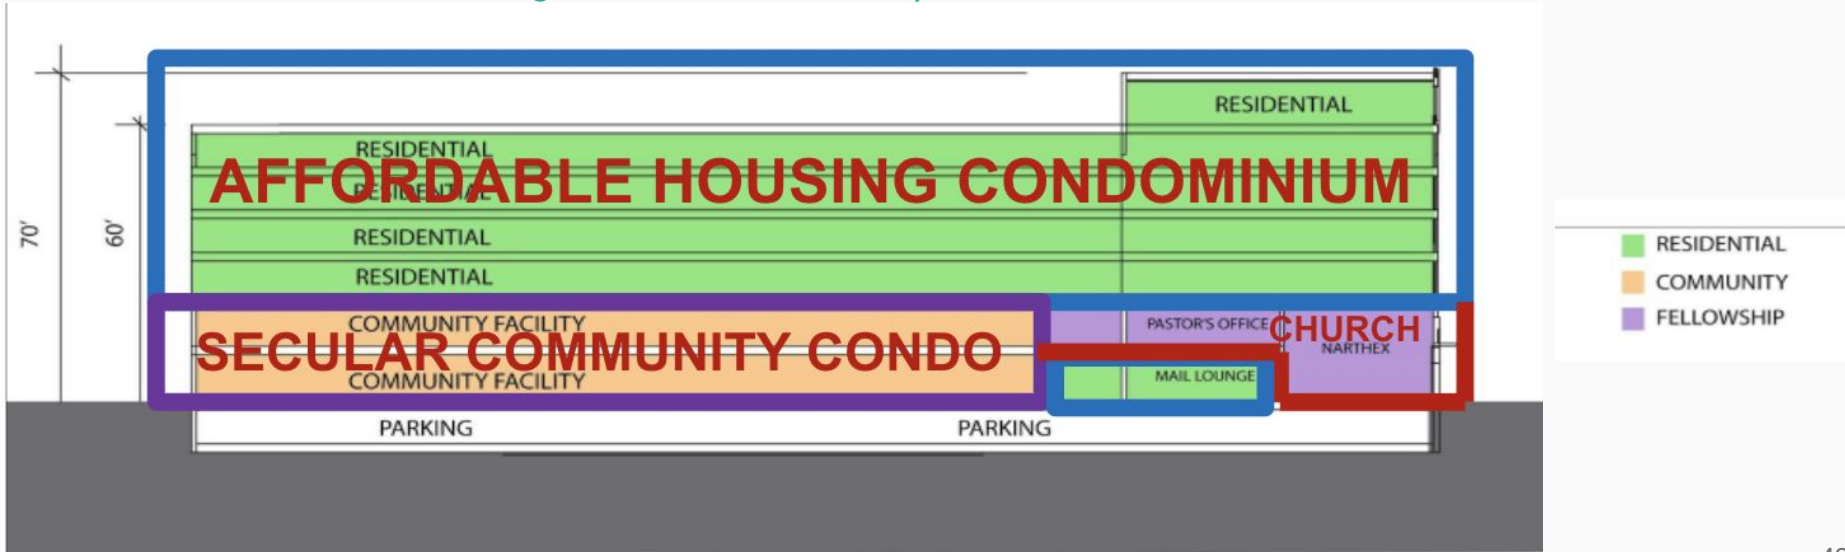 RESIDENTIAL
RESIDENTIAL
AFFORDABLE HOUSING CONDOMINIUM
RESIDENTIAL
RESIDENTIAL
RESIDENTIAL
70'
60'
COMMUNITY FACILITY
SECULAR COMMUNITY CONDO
COMMUNITY FACILITY
PASTOR'S OFFICE
CHURCH
NARTHEX
MAIL LOUNGE
PARKING
PARKING
RESIDENTIAL
COMMUNITY
FELLOWSHIP